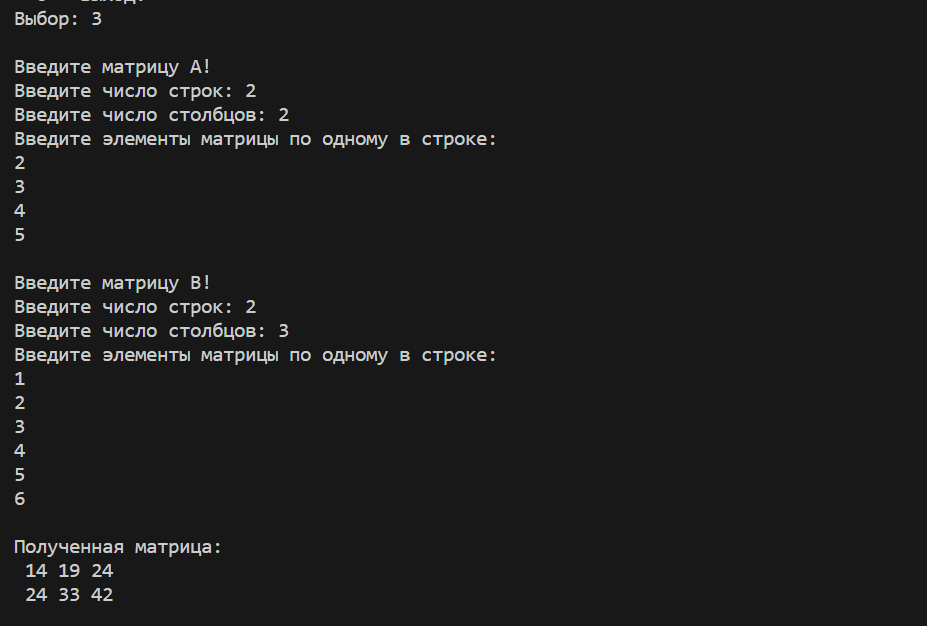 Выбор: 3
Введите матрицу A!
Введите число строк: 2
Введите число столбцов: 2
Введите элементы матрицы по одному в строке:
2
3
4
5
Введите матрицу B!
Введите число строк: 2
Введите число столбцов: 3
Введите элементы матрицы по одному в строке:
1
2
3
4
5
6
Полученная матрица:
14 19 24
24 33 42